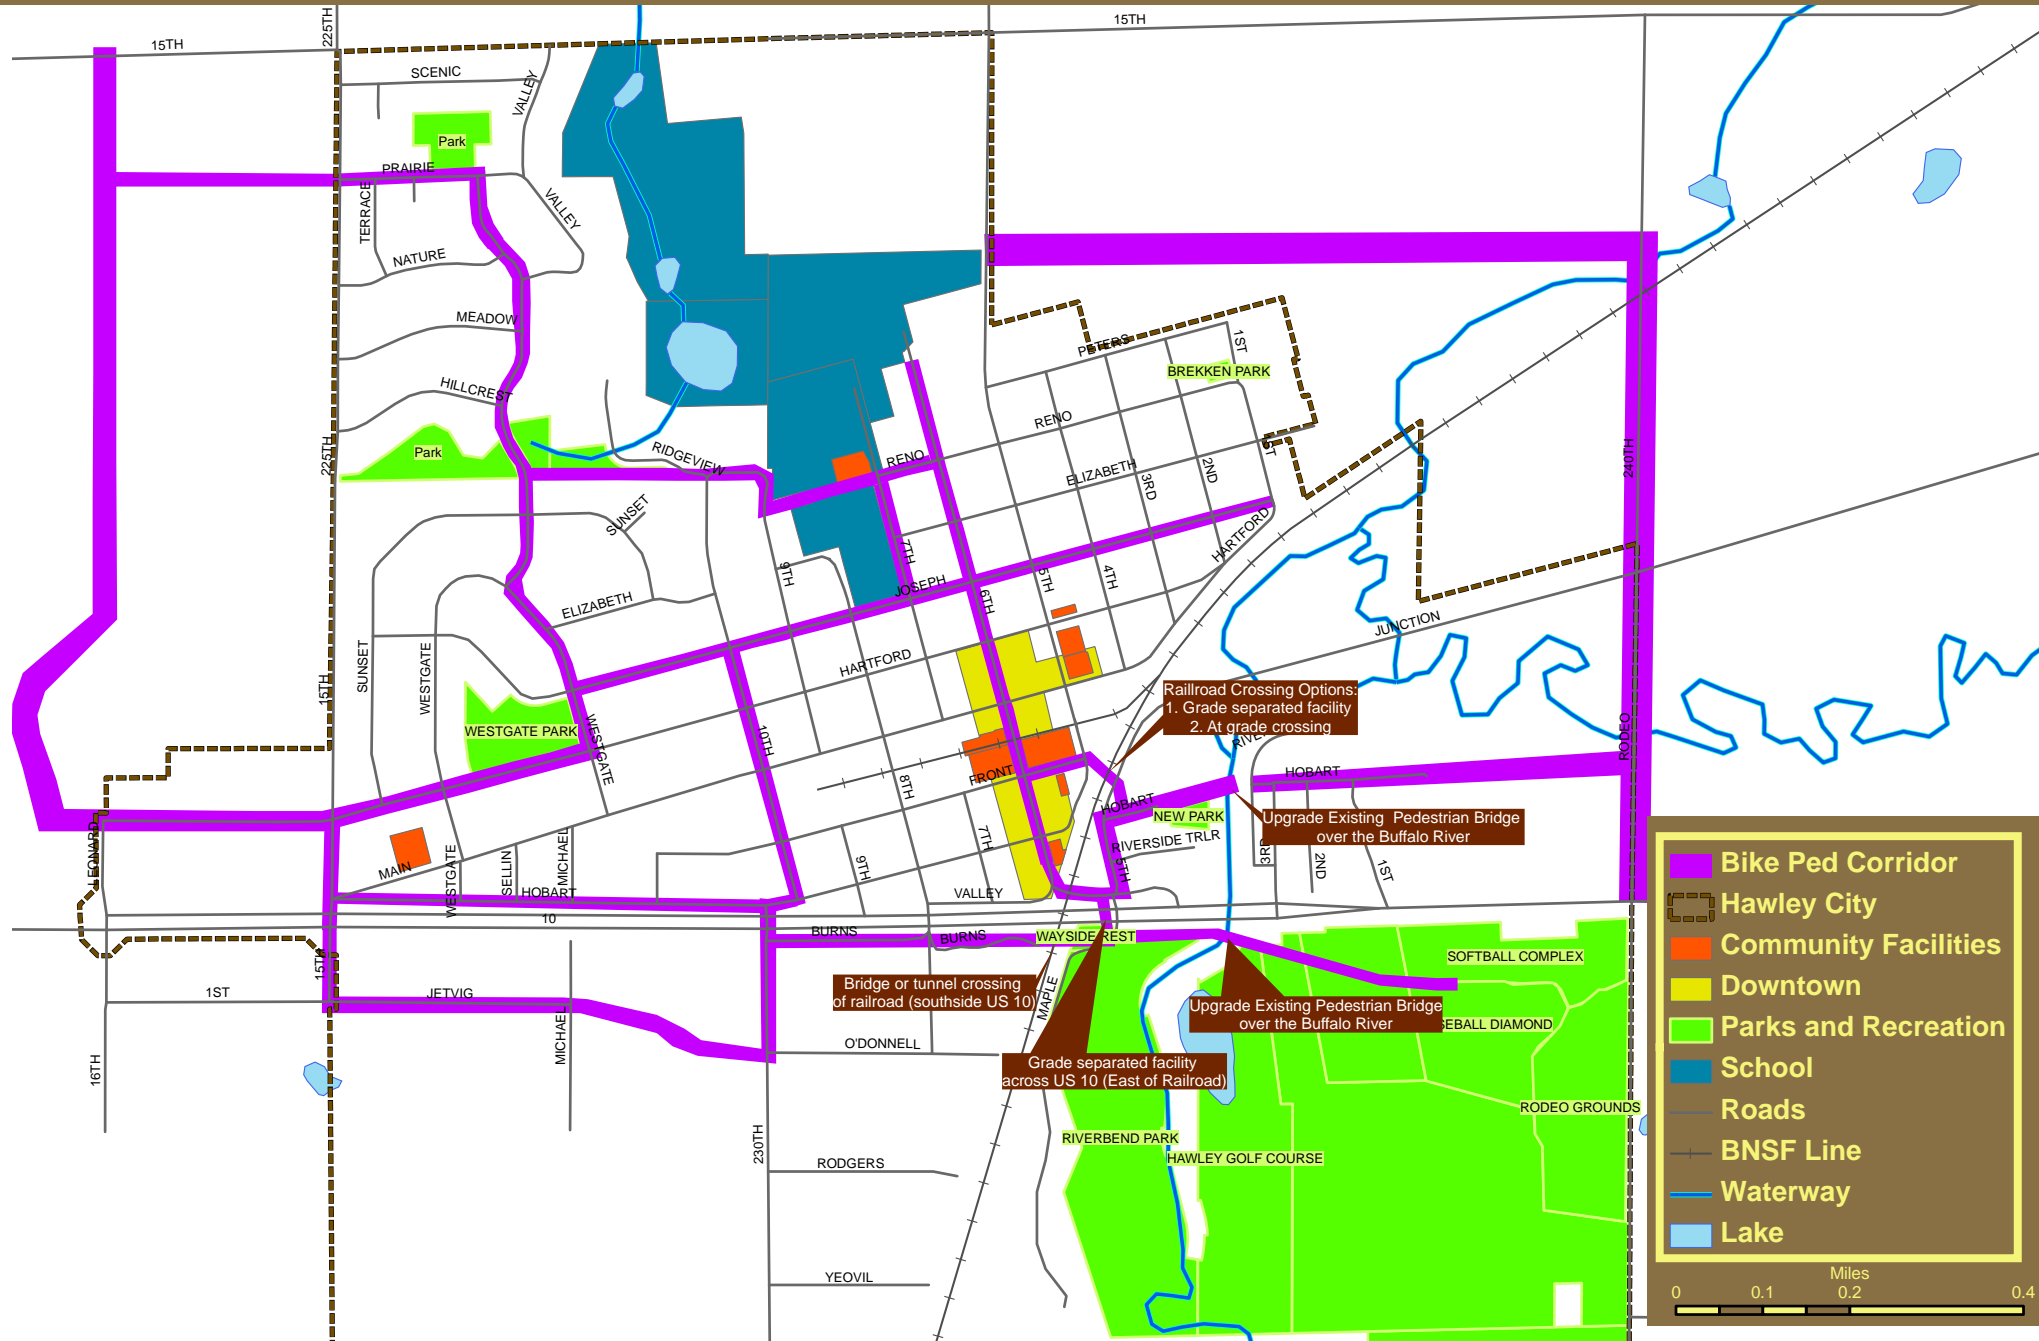 225TH
15TH
15TH
SCENIC
VALLEY
Park
PRAIRIE
TERRACE
VALLEY
NATURE
MEADOW
HILLCREST
PETERS
1ST
BREKKEN PARK
225TH
Park
RIDGEVIEW
RENO
RENO
ELIZABETH
3RD
2ND
1ST
240TH
SUNSET
HARTFORD
7TH
9TH
JOSEPH
5TH
4TH
6TH
ELIZABETH
JUNCTION
SUNSET
WESTGATE
15TH
HARTFORD
Raillroad Crossing Options:
1. Grade separated facility
2. At grade crossing
WESTGATE PARK
WESTGATE
10TH
RODEO
FRONT
8TH
HOBART
HOBART
NEW PARK
Upgrade Existing Pedestrian Bridge
over the Buffalo River
LEONARD
MAIN
WESTGATE
SELLIN
MICHAEL
9TH
7TH
RIVERSIDE TRLR
5TH
2ND
1ST
HOBART
VALLEY
10
BURNS
BURNS
WAYSIDE REST
SOFTBALL COMPLEX
15TH
1ST
JETVIG
Bridge or tunnel crossing
of railroad (southside US 10)
MAPLE
Upgrade Existing Pedestrian Bridge
over the Buffalo River
SEBALL DIAMOND
MICHAEL
O'DONNELL
16TH
Grade separated facility
across US 10 (East of Railroad)
RODEO GROUNDS
230TH
RIVERBEND PARK
HAWLEY GOLF COURSE
RODGERS
YEOVIL
Bike Ped Corridor
Hawley City
Community Facilities
Downtown
Parks and Recreation
School
Roads
BNSF Line
Waterway
Lake
Miles
0 0.1 0.2 0.4